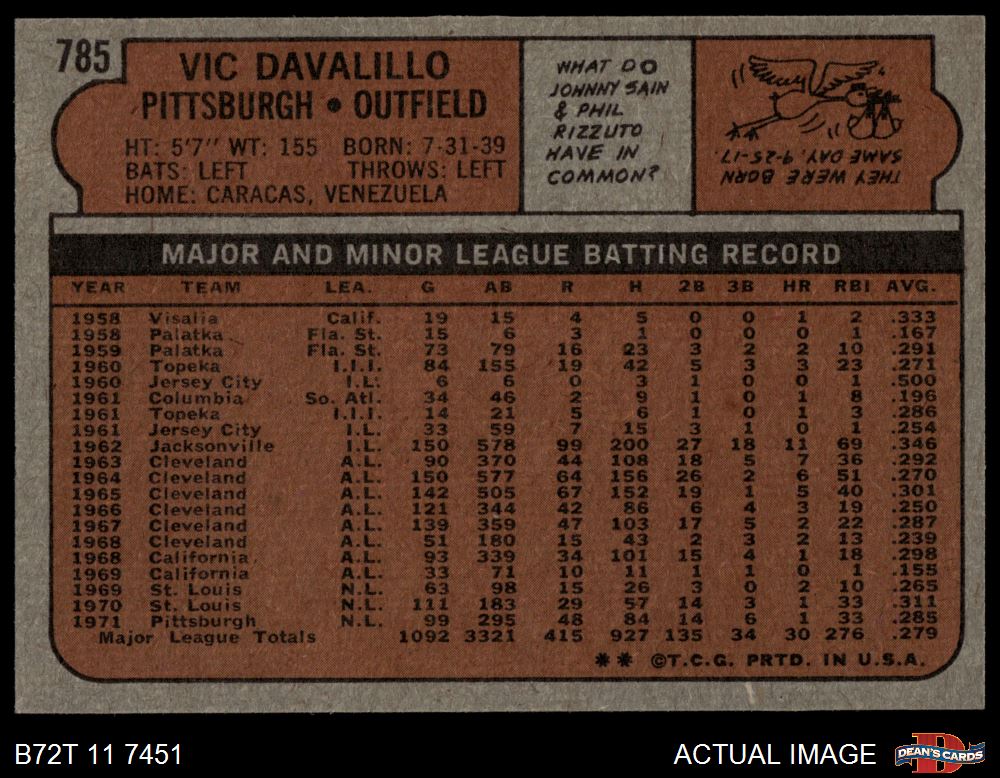 785
VIC DAVALILLO
PITTSBURGH • OUTFIELD
HT: 5'7" WT: 155 BORN: 7-31-39
BATS: LEFT THROWS: LEFT
HOME: CARACAS, VENEZUELA
WHAT DO
JOHNNY SAIN
& PHIL
RIZZUTO
HAVE IN
COMMON?
THEY WERE BORN
SAME DAY, 9-25-17.
MAJOR AND MINOR LEAGUE BATTING RECORD
YEAR TEAM LEA. G AB R H 2B 3B HR RBI AVG.
1958 Visalia Calif. 19 15 4 5 0 0 1 2 .333
1958 Palatka Fla. St. 15 6 3 1 0 0 0 1 .167
1959 Palatka Fla. St. 73 79 16 23 3 2 2 10 .291
1960 Topeka I.I.I. 84 155 19 42 5 3 3 23 .271
1960 Jersey City I.L. 6 6 0 3 1 0 0 1 .500
1961 Columbia So. Atl. 34 46 2 9 1 0 1 8 .196
1961 Topeka I.I.I. 14 21 5 6 1 0 1 3 .286
1961 Jersey City I.L. 33 59 7 15 3 1 0 1 .254
1962 Jacksonville I.L. 150 578 99 200 27 18 11 69 .346
1963 Cleveland A.L. 90 370 44 108 18 5 7 36 .292
1964 Cleveland A.L. 150 577 64 156 26 2 6 51 .270
1965 Cleveland A.L. 142 505 67 152 19 1 5 40 .301
1966 Cleveland A.L. 121 344 42 86 6 4 3 19 .250
1967 Cleveland A.L. 139 359 47 103 17 5 2 22 .287
1968 Cleveland A.L. 51 180 15 43 2 3 2 13 .239
1968 California A.L. 93 339 34 101 15 4 1 18 .298
1969 California A.L. 33 71 10 11 1 1 0 1 .155
1969 St. Louis N.L. 63 98 15 26 3 0 2 10 .265
1970 St. Louis N.L. 111 183 29 57 14 3 1 33 .311
1971 Pittsburgh N.L. 99 295 48 84 14 6 1 33 .285
Major League Totals 1092 3321 415 927 135 34 30 276 .279
** ©T.C.G. PRTD. IN U.S.A.
B72T 11 7451
ACTUAL IMAGE
DEAN'S CARDS